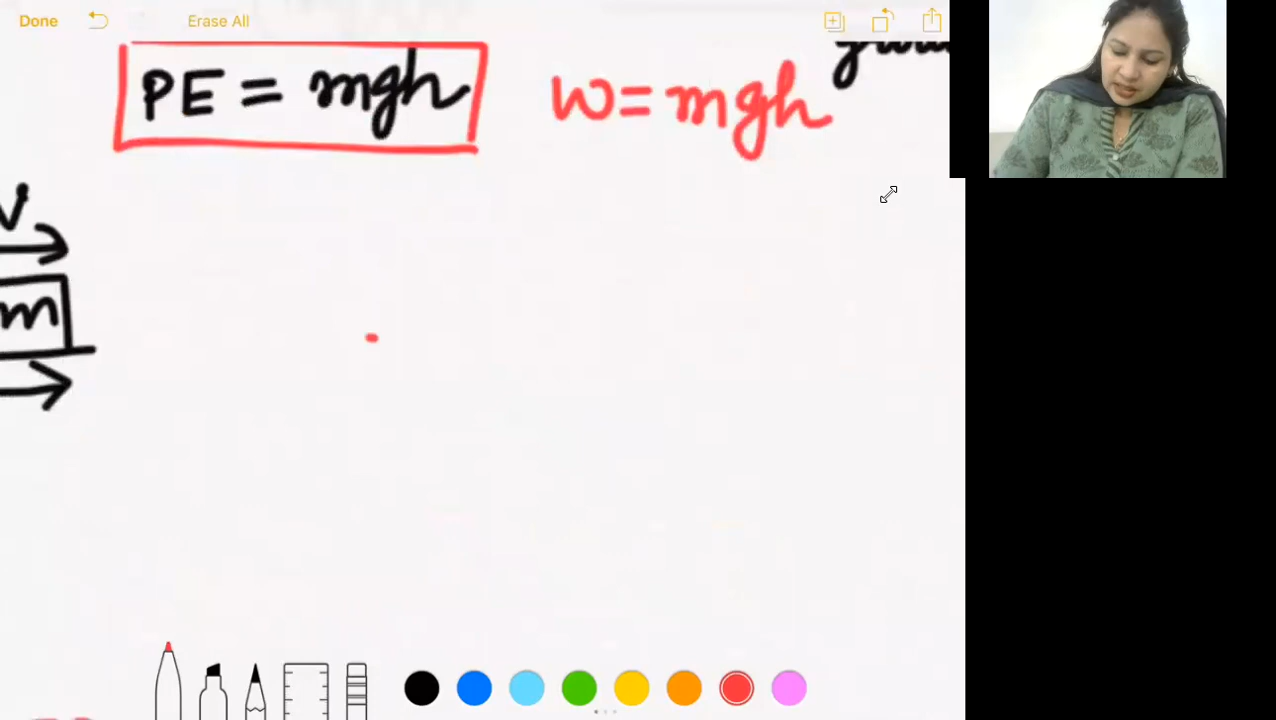 Done Erase All
PE = mgh W = mgh
V
m